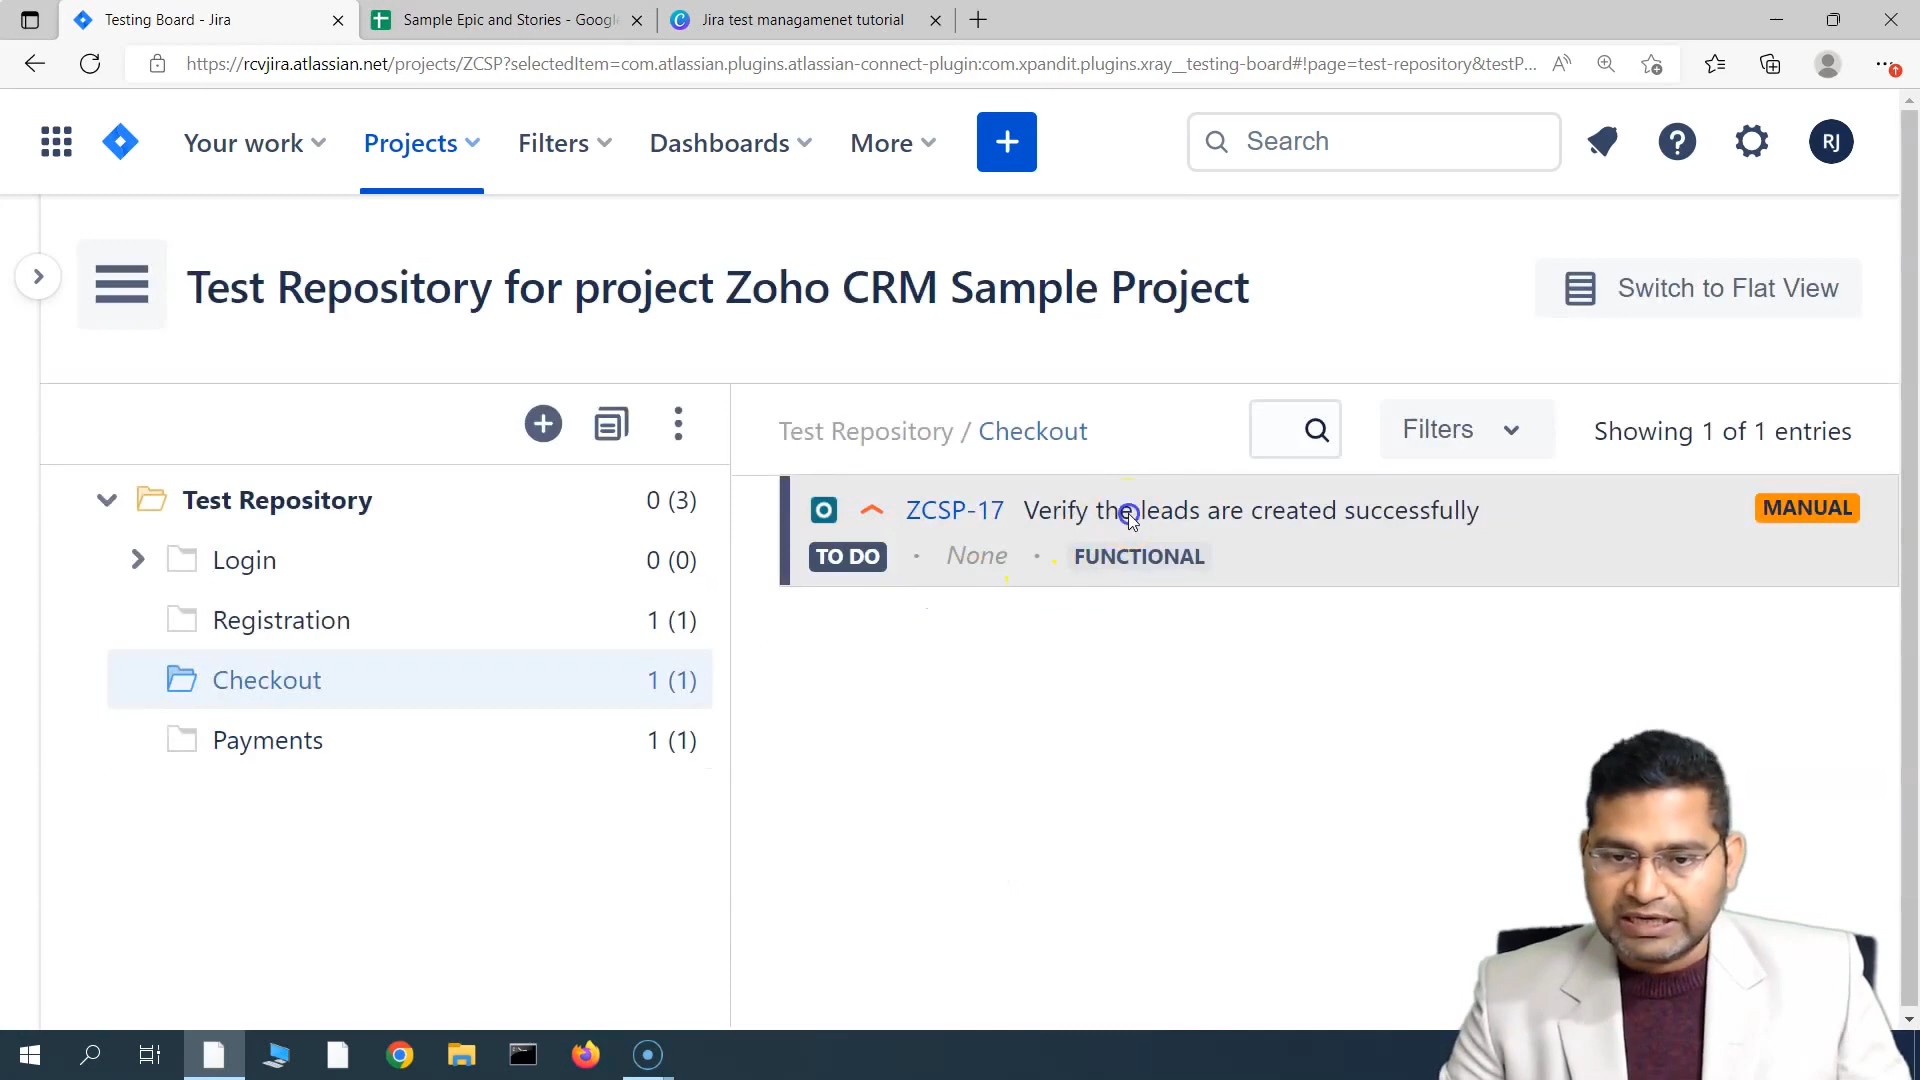 Testing Board - Jira
Sample Epic and Stories - Googl
Jira test managamenet tutorial
https://rcvjira.atlassian.net/projects/ZCSP?selectedItem=com.atlassian.plugins.atlassian-connect-plugin:com.xpandit.plugins.xray__testing-board#!page=test-repository&testP...
Your work
Projects
Filters
Dashboards
More
Search
RJ
Test Repository for project Zoho CRM Sample Project
Switch to Flat View
Test Repository / Checkout
Filters
Showing 1 of 1 entries
Test Repository 0 (3)
Login 0 (0)
Registration 1 (1)
Checkout 1 (1)
Payments 1 (1)
ZCSP-17 Verify the leads are created successfully
MANUAL
TO DO · None · FUNCTIONAL